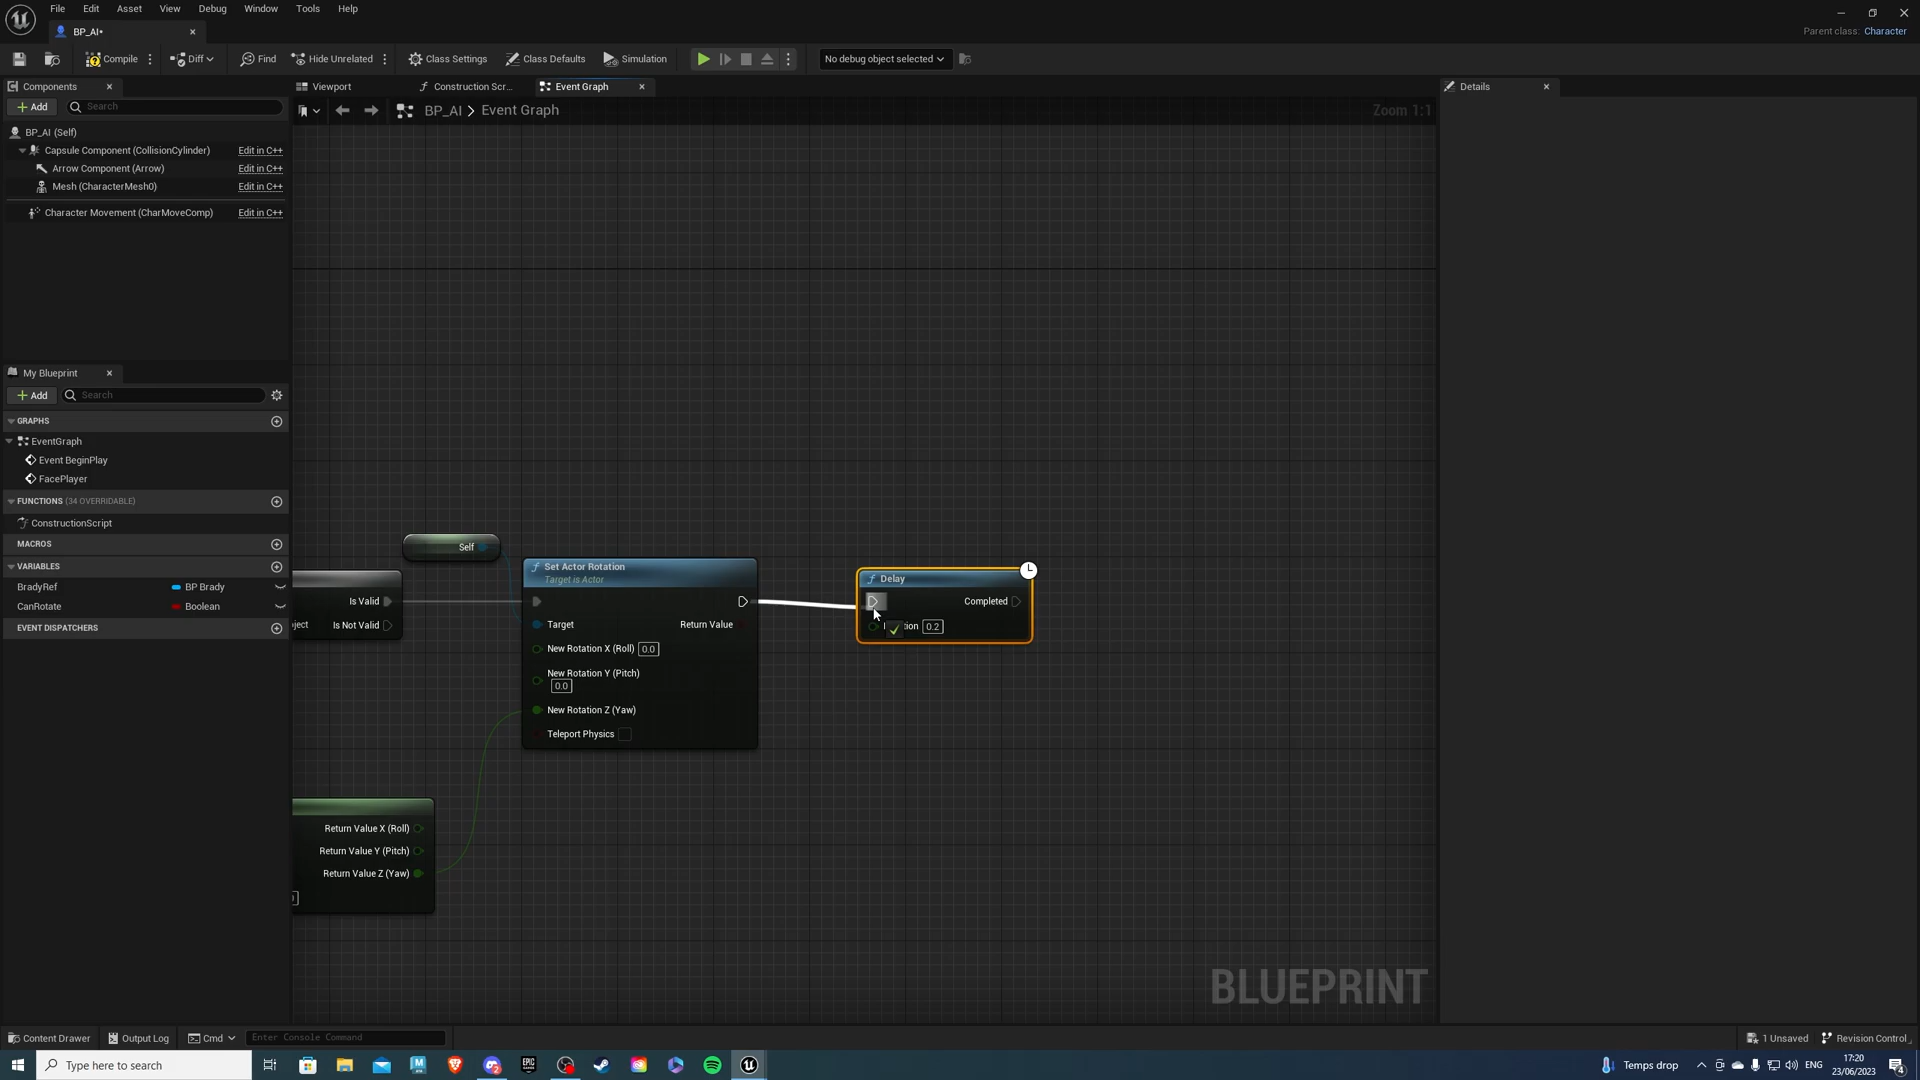 File Edit Asset View Debug Window Tools Help
BP_AI•
Parent class: Character
Compile Diff Find Hide Unrelated Class Settings Class Defaults Simulation No debug object selected
Components
Viewport Construction Scr... Event Graph
Details
Add Search
BP_AI > Event Graph
Zoom 1:1
BP_AI (Self)
Capsule Component (CollisionCylinder) Edit in C++
Arrow Component (Arrow) Edit in C++
Mesh (CharacterMesh0) Edit in C++
Character Movement (CharMoveComp) Edit in C++
My Blueprint
Add Search
GRAPHS
EventGraph
Event BeginPlay
FacePlayer
FUNCTIONS (34 OVERRIDABLE)
ConstructionScript
MACROS
VARIABLES
BradyRef BP Brady
CanRotate Boolean
EVENT DISPATCHERS
Self
Is Valid
ject Is Not Valid
Set Actor Rotation
Target is Actor
Target Return Value
New Rotation X (Roll) 0.0
New Rotation Y (Pitch)
0.0
New Rotation Z (Yaw)
Teleport Physics
Delay
Completed
tion 0.2
Return Value X (Roll)
Return Value Y (Pitch)
Return Value Z (Yaw)
BLUEPRINT
Content Drawer Output Log Cmd Enter Console Command
1 Unsaved Revision Control
Type here to search
Temps drop ENG 17:20
23/06/2023
4